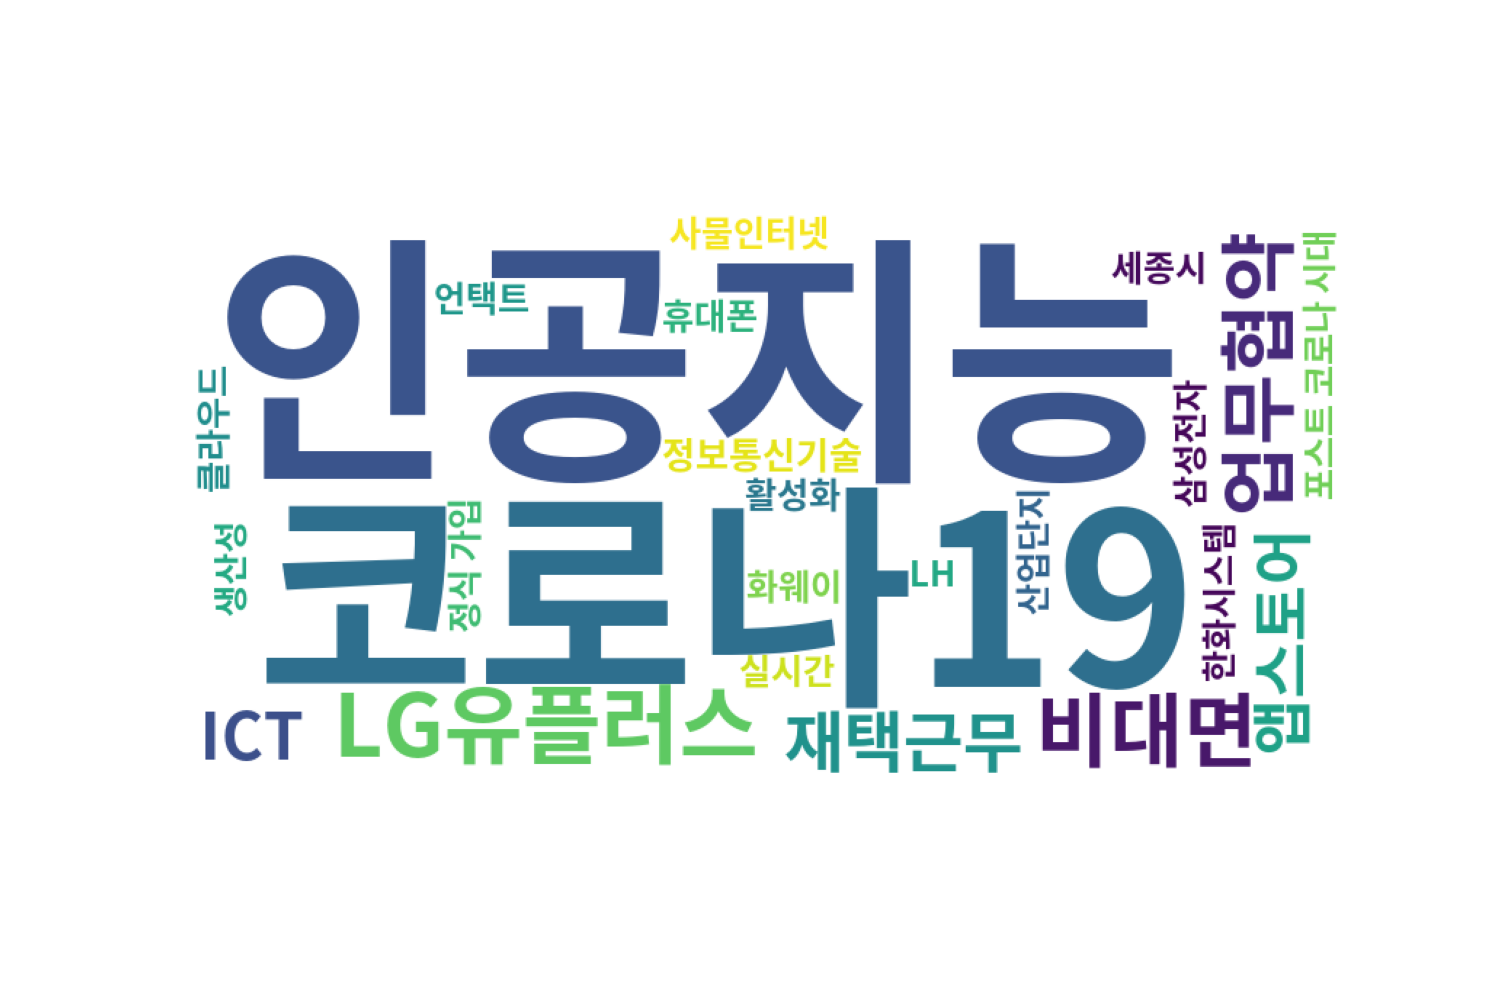 사물인터넷
인공지능
언택트
휴대폰
세종시
업무협약
포스트 코로나 시대
클라우드
삼성전자
정보통신기술
활성화
코로나19
생산성
정식 가입
화웨이
LH
산업단지
한화시스템
앱스토어
실시간
ICT
LG유플러스
재택근무
비대면